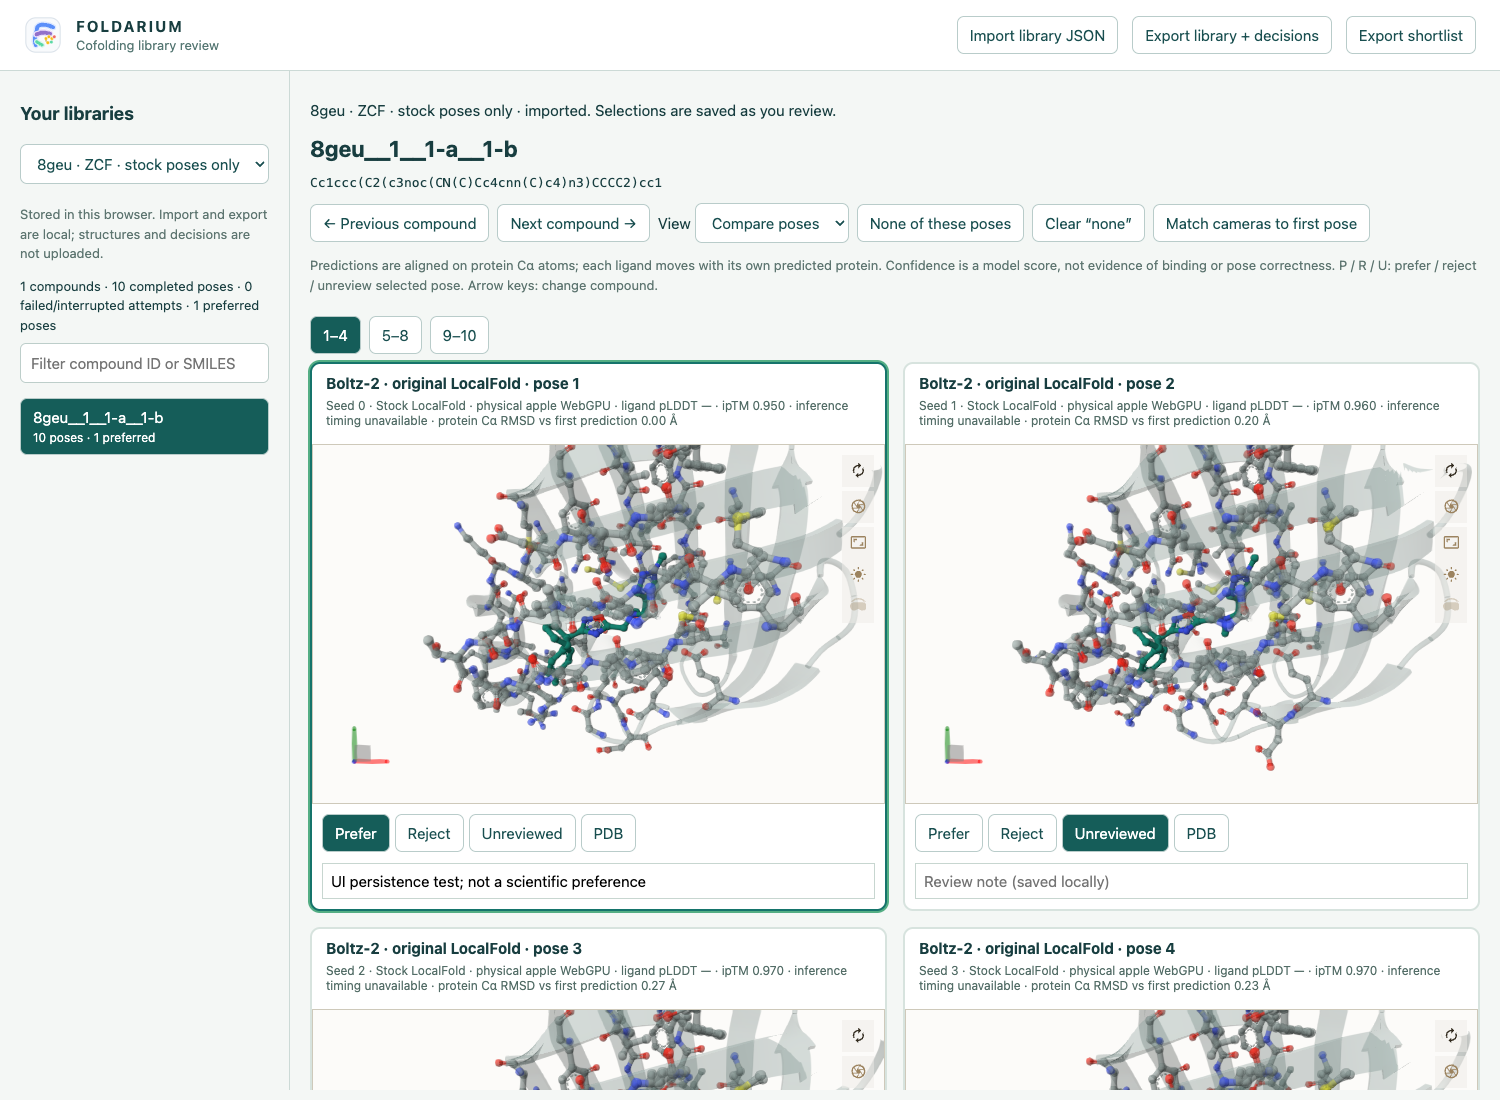 FOLDARIUM
Cofolding library review
Import library JSON
Export library + decisions
Export shortlist
Your libraries
8geu · ZCF · stock poses only
Stored in this browser. Import and export
are local; structures and decisions are
not uploaded.
1 compounds · 10 completed poses · 0
failed/interrupted attempts · 1 preferred
poses
Filter compound ID or SMILES
8geu__1__1-a__1-b
10 poses · 1 preferred
8geu · ZCF · stock poses only · imported. Selections are saved as you review.
8geu__1__1-a__1-b
Cc1ccc(C2(c3noc(CN(C)Cc4cnn(C)c4)n3)CCCC2)cc1
← Previous compound
Next compound →
View
Compare poses
None of these poses
Clear “none”
Match cameras to first pose
Predictions are aligned on protein Cα atoms; each ligand moves with its own predicted protein. Confidence is a model score, not evidence of binding or pose correctness. P / R / U: prefer / reject
/ unreview selected pose. Arrow keys: change compound.
1–4
5–8
9–10
Boltz-2 · original LocalFold · pose 1
Seed 0 · Stock LocalFold · physical apple WebGPU · ligand pLDDT — · ipTM 0.950 · inference
timing unavailable · protein Cα RMSD vs first prediction 0.00 Å
Prefer
Reject
Unreviewed
PDB
UI persistence test; not a scientific preference
Boltz-2 · original LocalFold · pose 2
Seed 1 · Stock LocalFold · physical apple WebGPU · ligand pLDDT — · ipTM 0.960 · inference
timing unavailable · protein Cα RMSD vs first prediction 0.20 Å
Prefer
Reject
Unreviewed
PDB
Review note (saved locally)
Boltz-2 · original LocalFold · pose 3
Seed 2 · Stock LocalFold · physical apple WebGPU · ligand pLDDT — · ipTM 0.970 · inference
timing unavailable · protein Cα RMSD vs first prediction 0.27 Å
Boltz-2 · original LocalFold · pose 4
Seed 3 · Stock LocalFold · physical apple WebGPU · ligand pLDDT — · ipTM 0.970 · inference
timing unavailable · protein Cα RMSD vs first prediction 0.23 Å